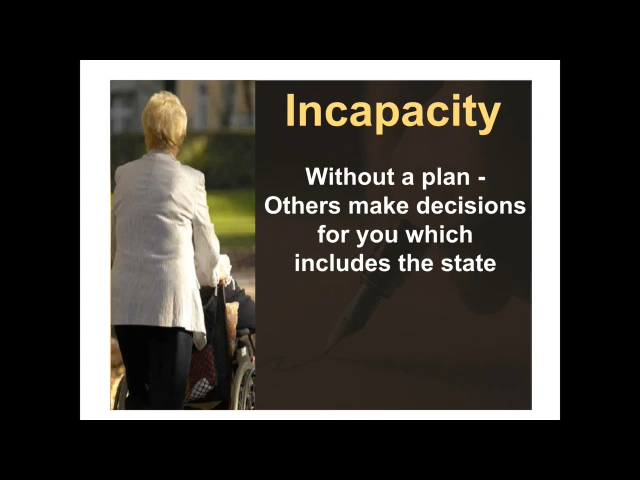 Incapacity
Without a plan -
Others make decisions
for you which
includes the state